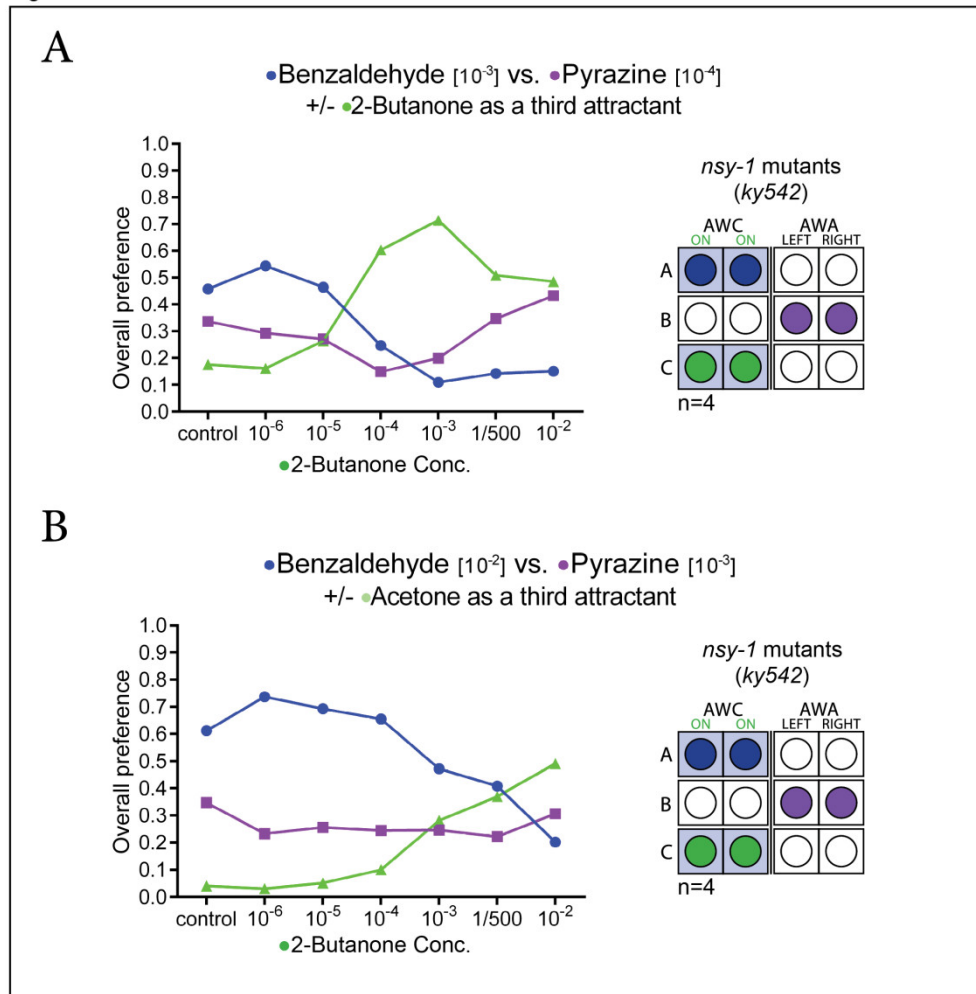 A
Benzaldehyde [10⁻³] vs. Pyrazine [10⁻⁴]
+/- 2-Butanone as a third attractant
Overall preference
1.0
0.9
0.8
0.7
0.6
0.5
0.4
0.3
0.2
0.1
0.0
control 10⁻⁶ 10⁻⁵ 10⁻⁴ 10⁻³ 1/500 10⁻²
2-Butanone Conc.
nsy-1 mutants
(ky542)
AWC AWA
ON ON LEFT RIGHT
A
B
C
n=4
B
Benzaldehyde [10⁻²] vs. Pyrazine [10⁻³]
+/- Acetone as a third attractant
Overall preference
1.0
0.9
0.8
0.7
0.6
0.5
0.4
0.3
0.2
0.1
0.0
control 10⁻⁶ 10⁻⁵ 10⁻⁴ 10⁻³ 1/500 10⁻²
2-Butanone Conc.
nsy-1 mutants
(ky542)
AWC AWA
ON ON LEFT RIGHT
A
B
C
n=4